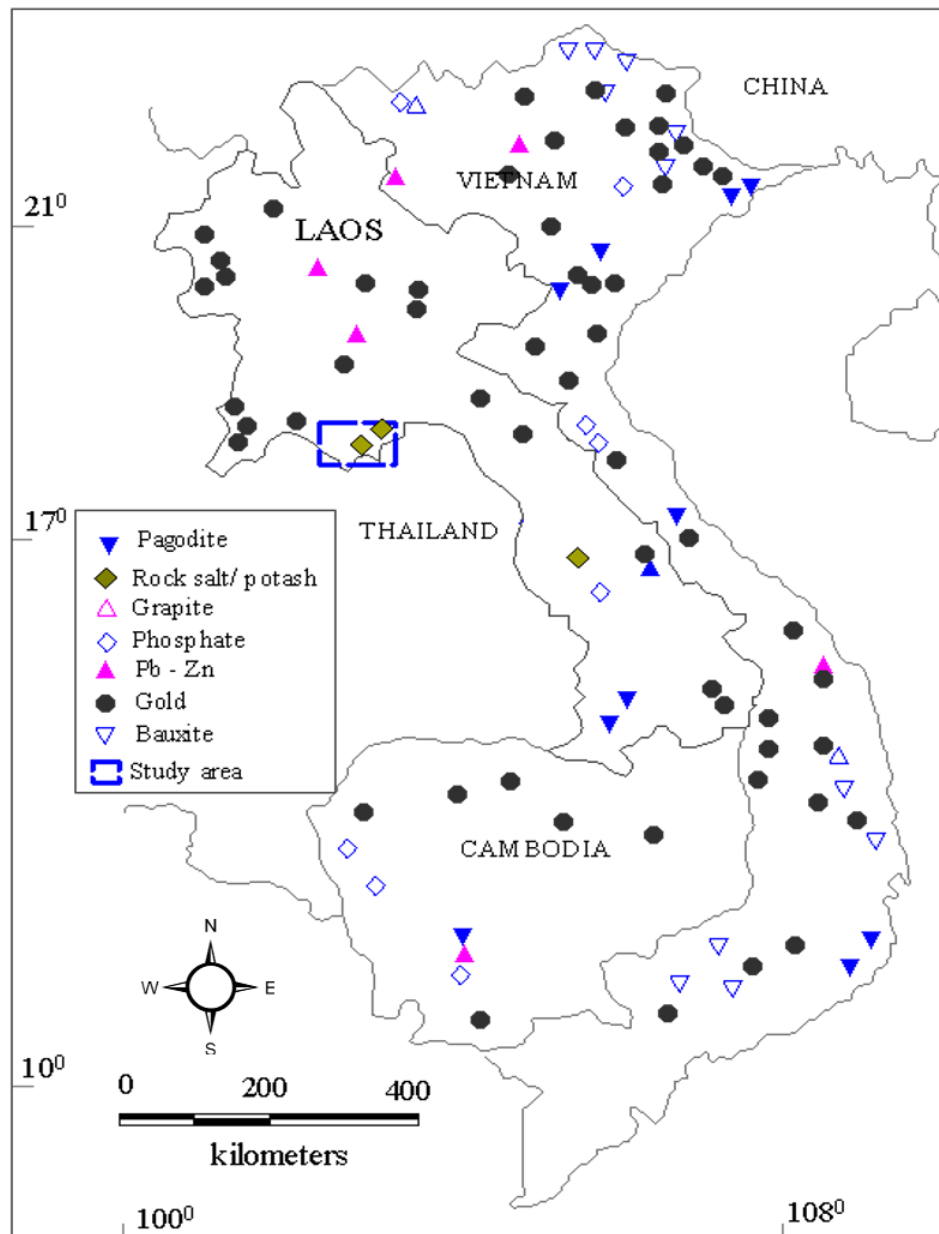 CHINA
VIETNAM
21⁰
LAOS
17⁰
THAILAND
Pagodite
Rock salt/ potash
Grapite
Phosphate
Pb - Zn
Gold
Bauxite
Study area
CAMBODIA
N
W E
S
10⁰
0 200 400
kilometers
100⁰ 108⁰